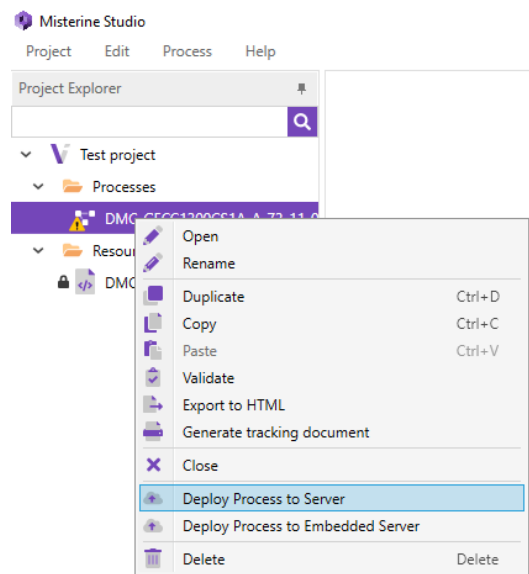 Misterine Studio
Project Edit Process Help
Project Explorer
Test project
Processes
Open
Rename
Duplicate Ctrl+D
Copy Ctrl+C
Paste Ctrl+V
Validate
Export to HTML
Generate tracking document
Close
Deploy Process to Server
Deploy Process to Embedded Server
Delete Delete